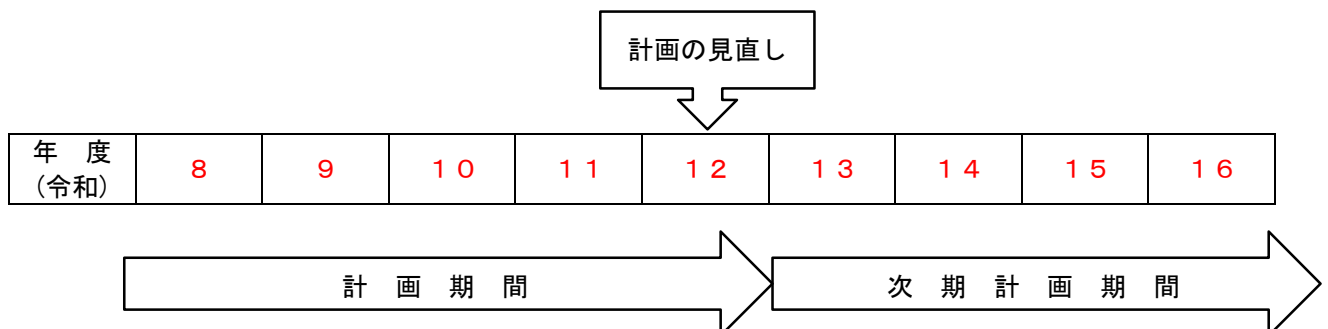 計画の見直し
年　度 ８ ９ １０ １１ １２ １３ １４ １５ １６
(令和)
計　画　期　間 次　期　計　画　期　間